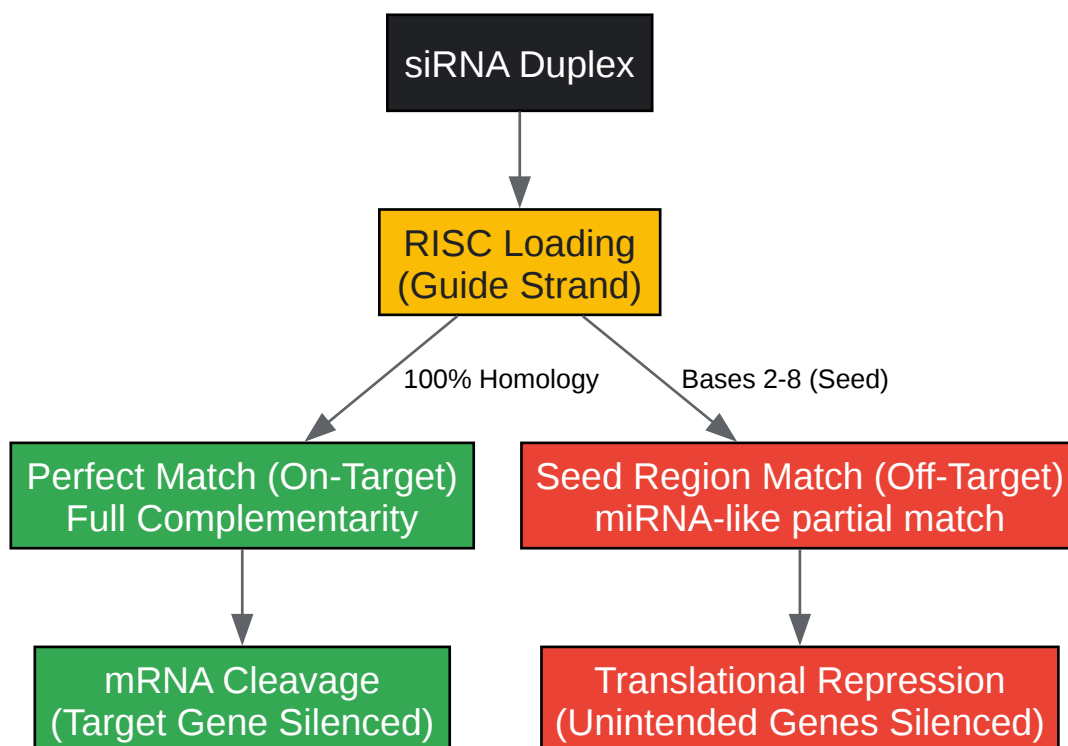 siRNA Duplex
RISC Loading
(Guide Strand)
100% Homology
Bases 2-8 (Seed)
Perfect Match (On-Target)
Full Complementarity
Seed Region Match (Off-Target)
miRNA-like partial match
mRNA Cleavage
(Target Gene Silenced)
Translational Repression
(Unintended Genes Silenced)